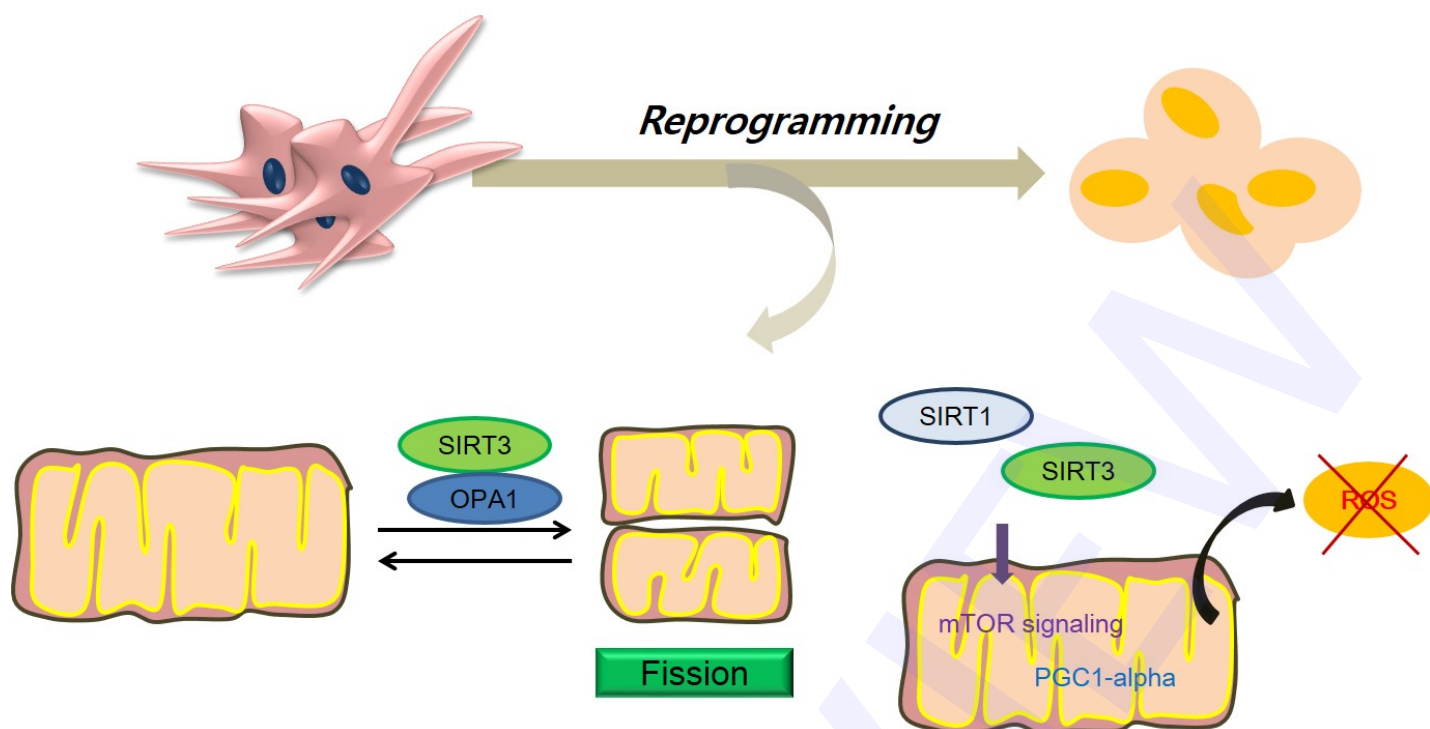 Reprogramming
SIRT3
OPA1
Fission
SIRT1
SIRT3
ROS
mTOR signaling
PGC1-alpha